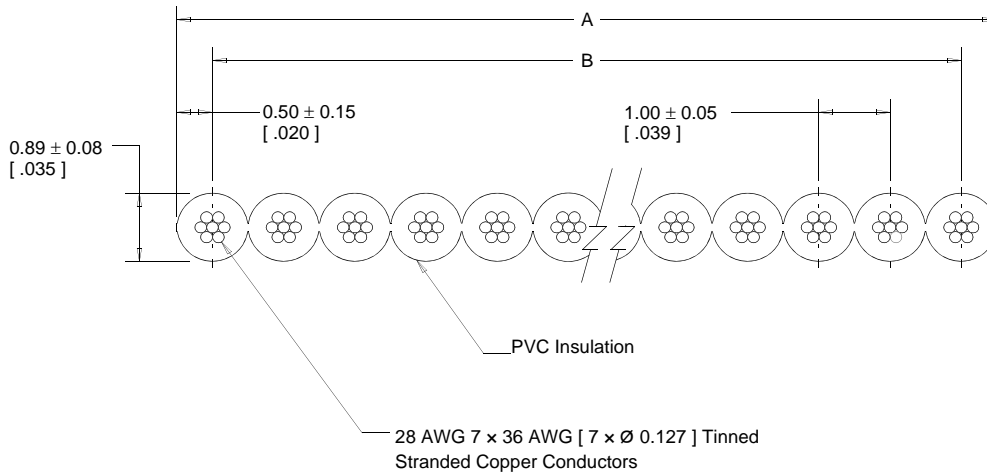 A
B
0.50 ± 0.15
[ .020 ]
1.00 ± 0.05
[ .039 ]
0.89 ± 0.08
[ .035 ]
PVC Insulation
28 AWG 7 × 36 AWG [ 7 × Ø 0.127 ] Tinned
Stranded Copper Conductors